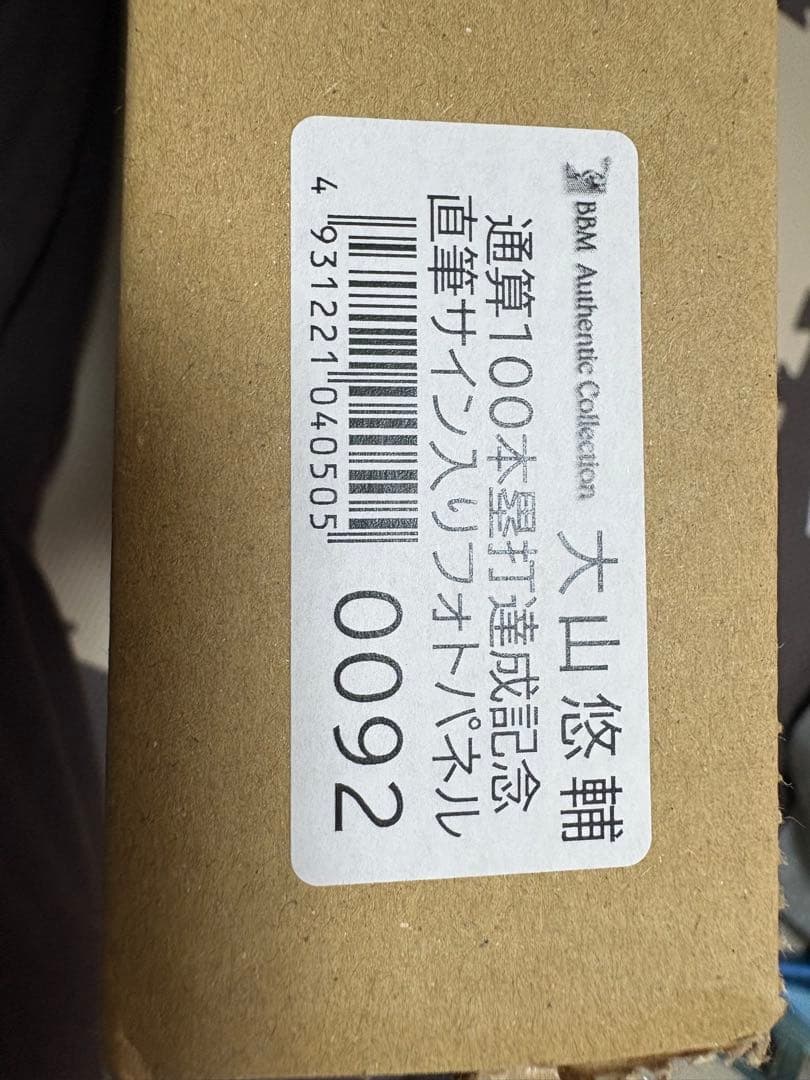 BBM Authentic Collection 大山 悠輔
通算100本塁打達成記念
直筆サイン入りフォトパネル
4 931221 040505 0092